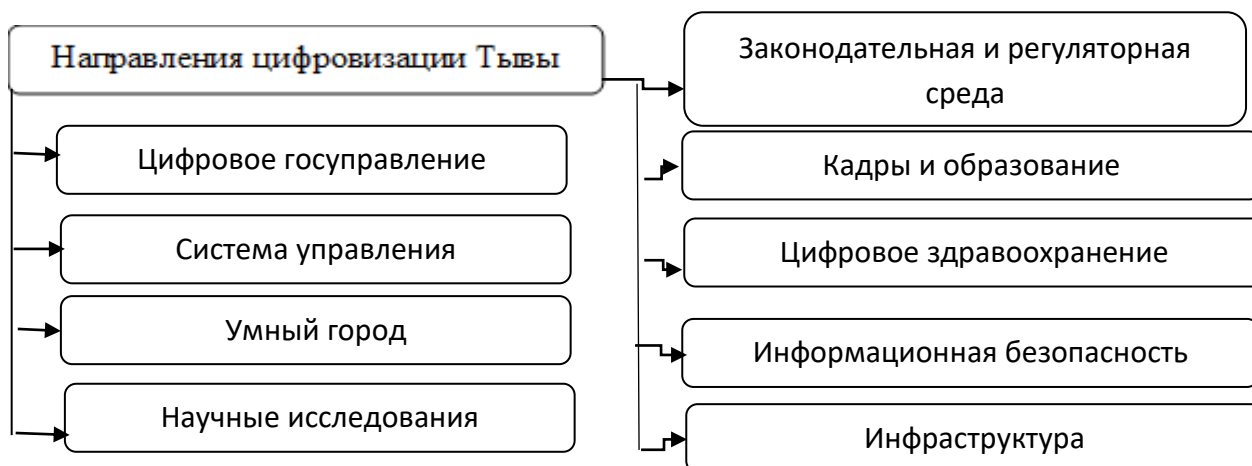 Направления цифровизации Тывы
Цифровое госуправление
Система управления
Умный город
Научные исследования
Законодательная и регуляторная
среда
Кадры и образование
Цифровое здравоохранение
Информационная безопасность
Инфраструктура